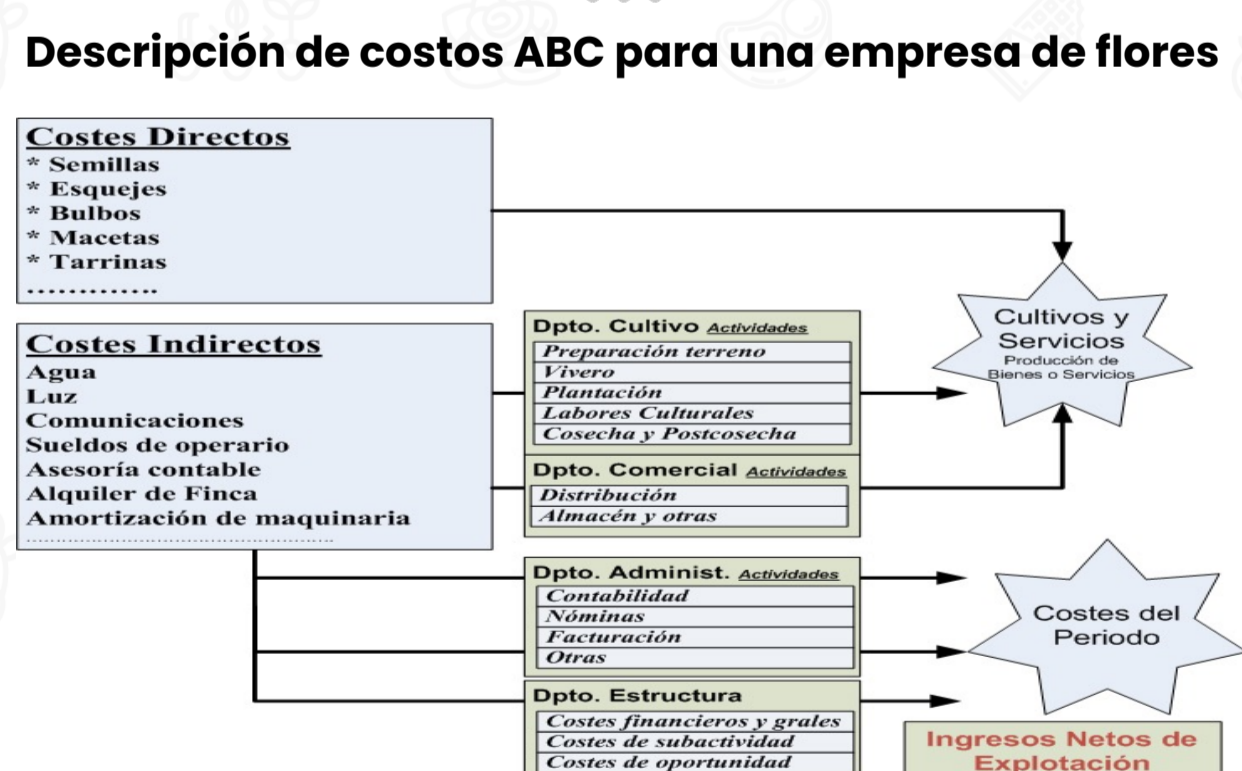 Descripción de costos ABC para una empresa de flores
Costes Directos
* Semillas
* Esquejes
* Bulbos
* Macetas
* Tarrinas
.............
Costes Indirectos
Agua
Luz
Comunicaciones
Sueldos de operario
Asesoría contable
Alquiler de Finca
Amortización de maquinaria
Dpto. Cultivo Actividades
Preparación terreno
Vivero
Plantación
Labores Culturales
Cosecha y Postcosecha
Dpto. Comercial Actividades
Distribución
Almacén y otras
Cultivos y
Servicios
Producción de
Bienes o Servicios
Dpto. Administ. Actividades
Contabilidad
Nóminas
Facturación
Otras
Dpto. Estructura
Costes financieros y grales
Costes de subactividad
Costes de oportunidad
Costes del
Periodo
Ingresos Netos de
Explotación